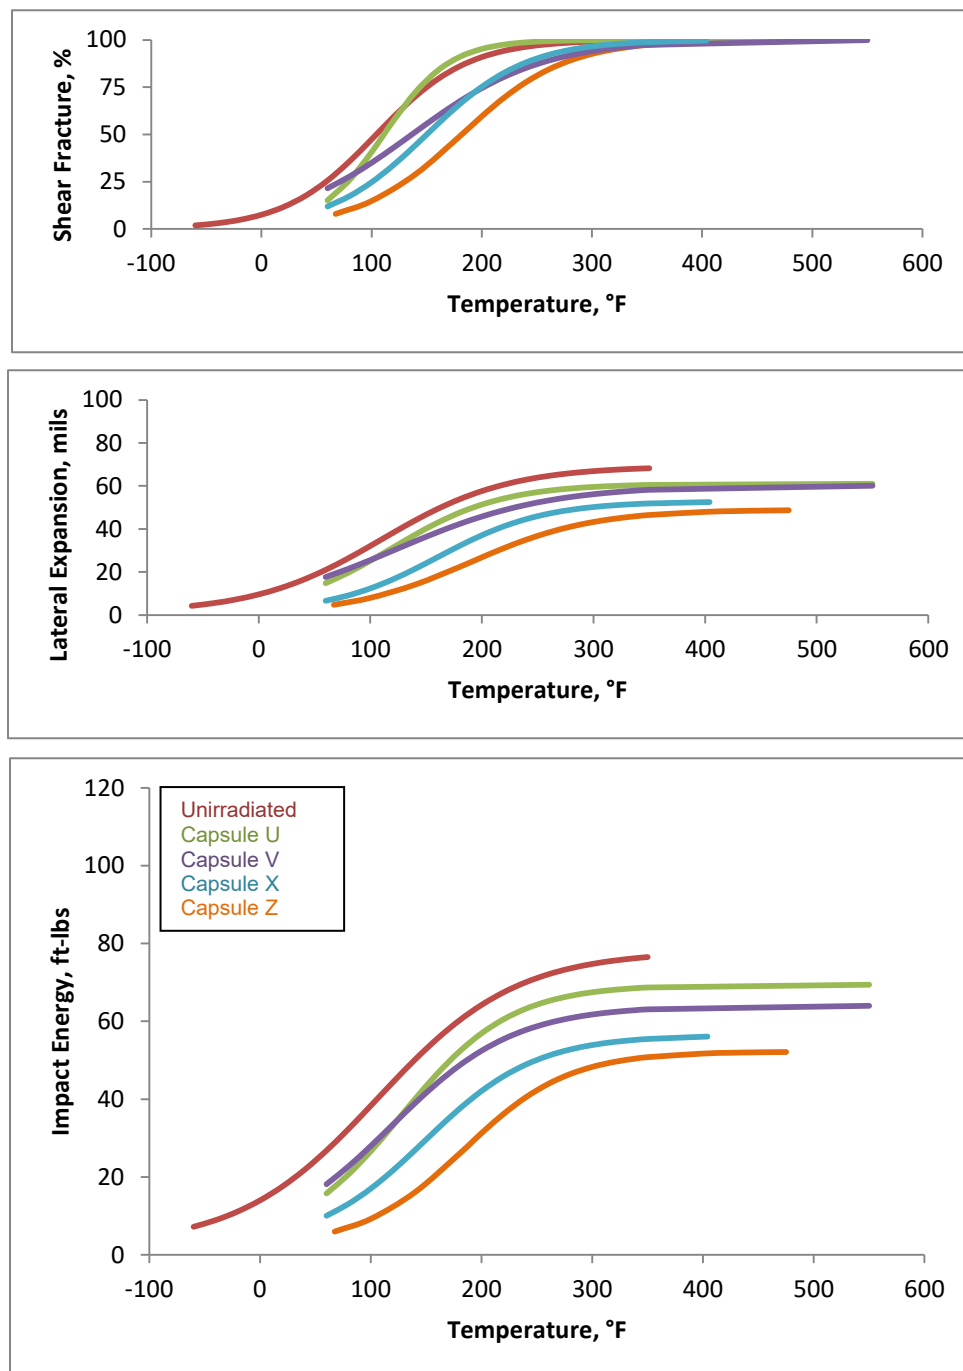 Shear Fracture, %
100
75
50
25
0
-100 0 100 200 300 400 500 600
Temperature, °F
Lateral Expansion, mils
100
80
60
40
20
0
-100 0 100 200 300 400 500 600
Temperature, °F
Impact Energy, ft-lbs
120
100
80
60
40
20
0
Unirradiated
Capsule U
Capsule V
Capsule X
Capsule Z
-100 0 100 200 300 400 500 600
Temperature, °F